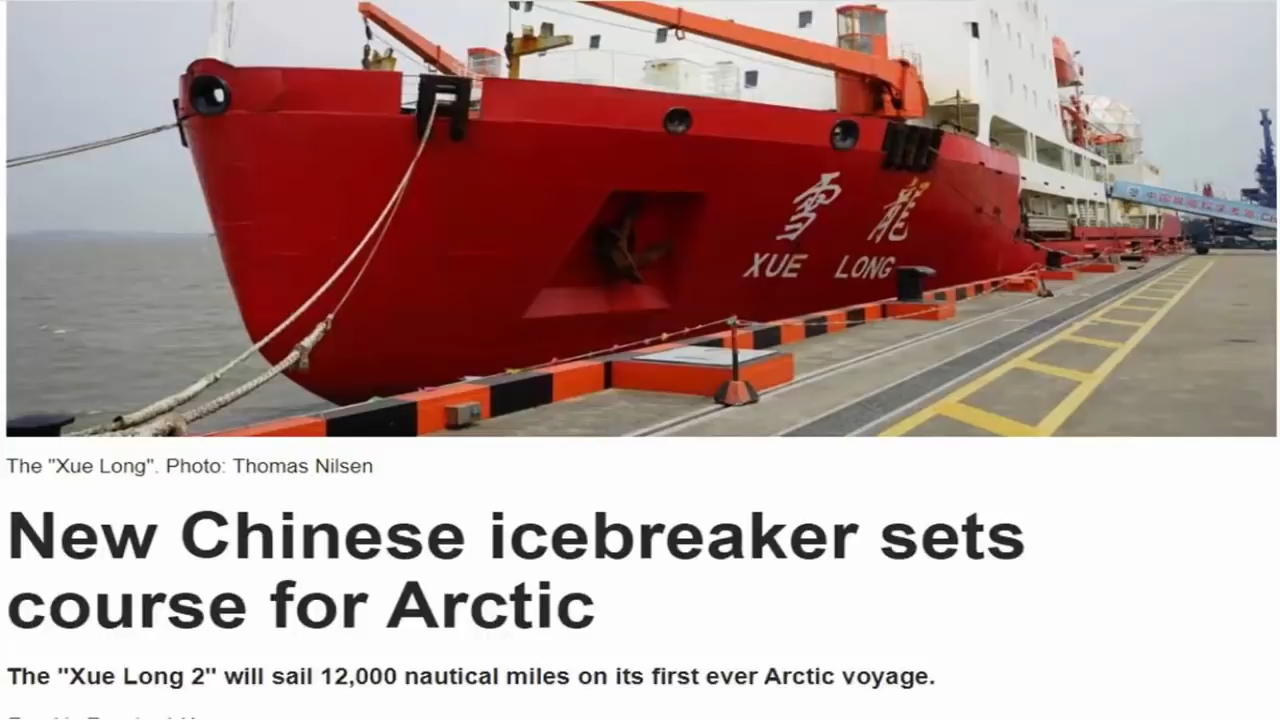 雪龍
XUE LONG
The "Xue Long". Photo: Thomas Nilsen
New Chinese icebreaker sets
course for Arctic
The "Xue Long 2" will sail 12,000 nautical miles on its first ever Arctic voyage.